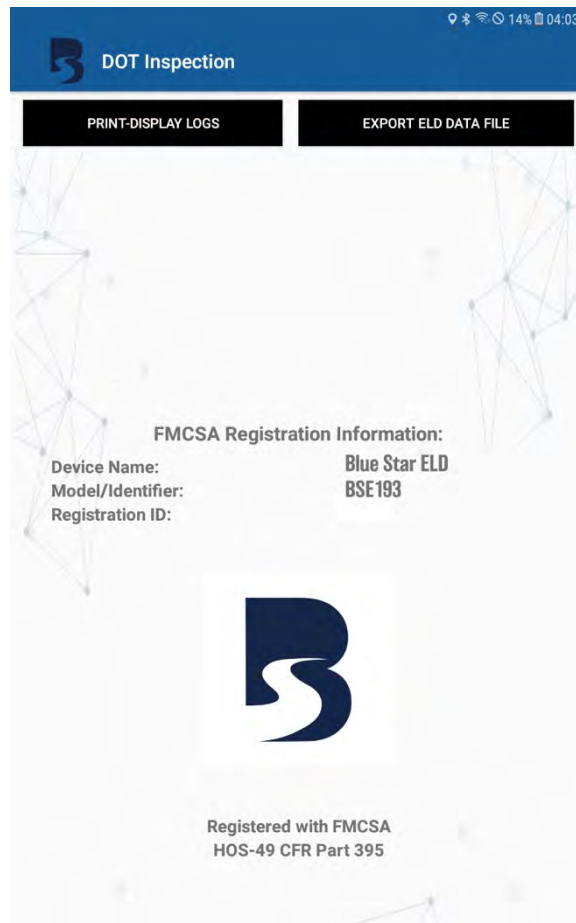 14% 04:03
DOT Inspection
PRINT-DISPLAY LOGS EXPORT ELD DATA FILE
FMCSA Registration Information:
Device Name: Blue Star ELD
Model/Identifier: BSE193
Registration ID:
Registered with FMCSA
HOS-49 CFR Part 395